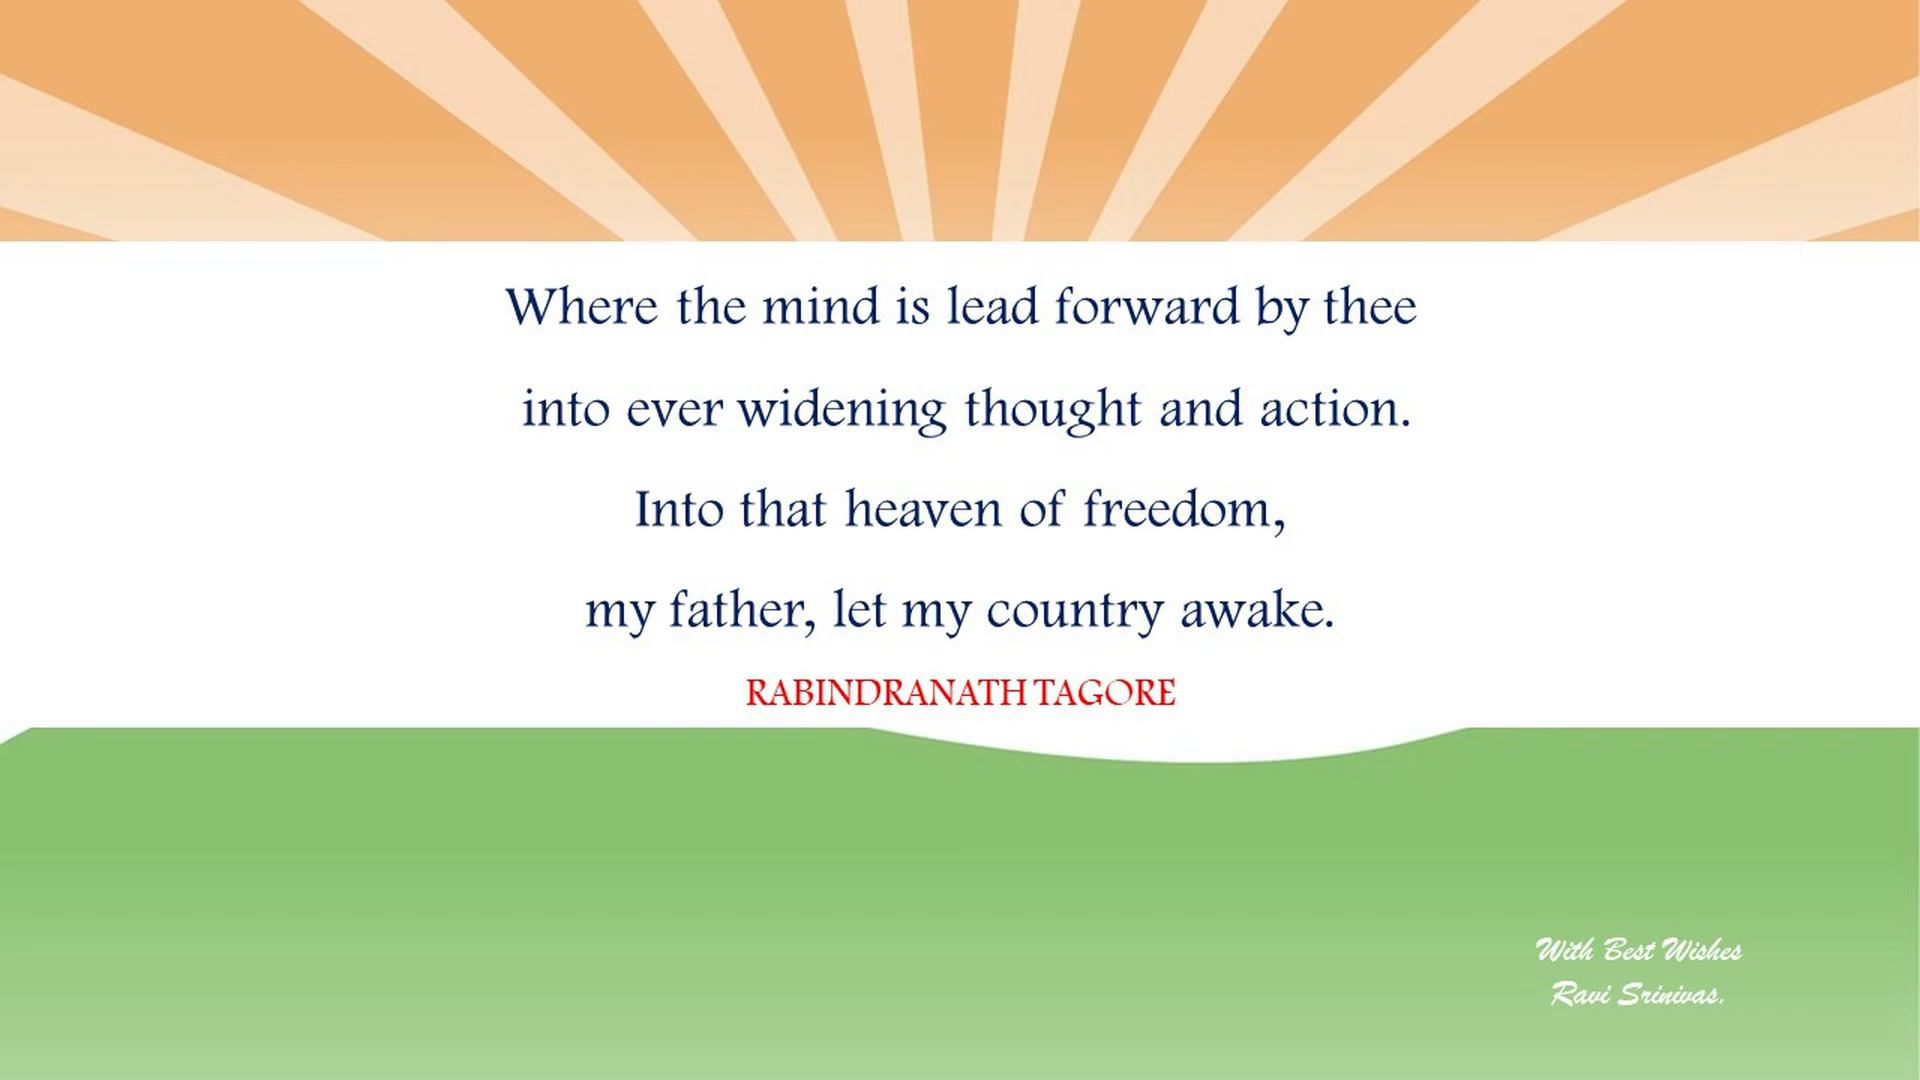 Where the mind is lead forward by thee
into ever widening thought and action.
Into that heaven of freedom,
my father, let my country awake.
RABINDRANATH TAGORE
With Best Wishes
Ravi Srinivas.